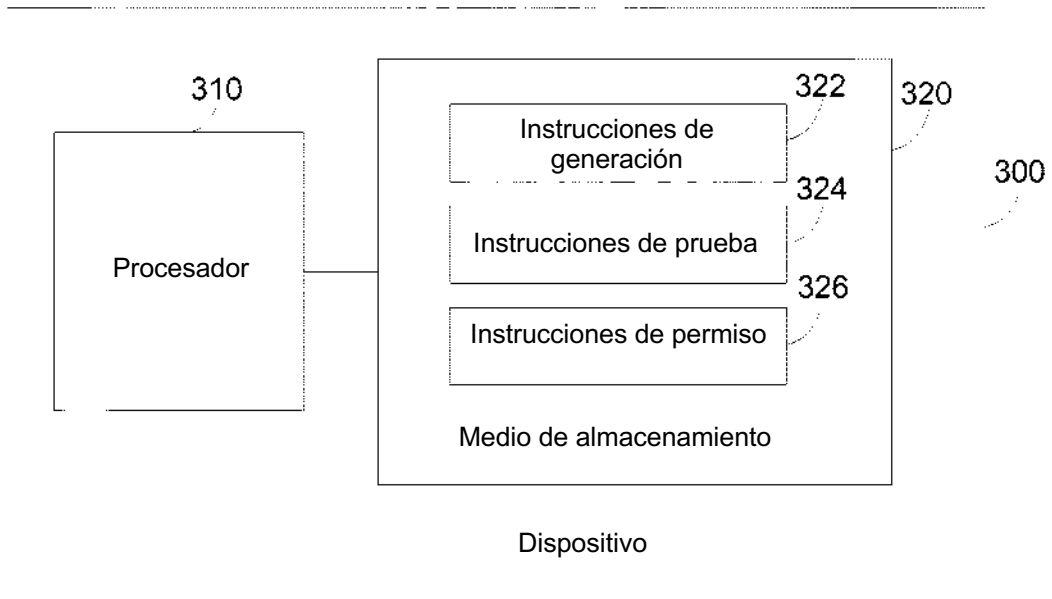 310
322
320
Instrucciones de
generación
300
324
Instrucciones de prueba
Procesador
326
Instrucciones de permiso
Medio de almacenamiento
Dispositivo